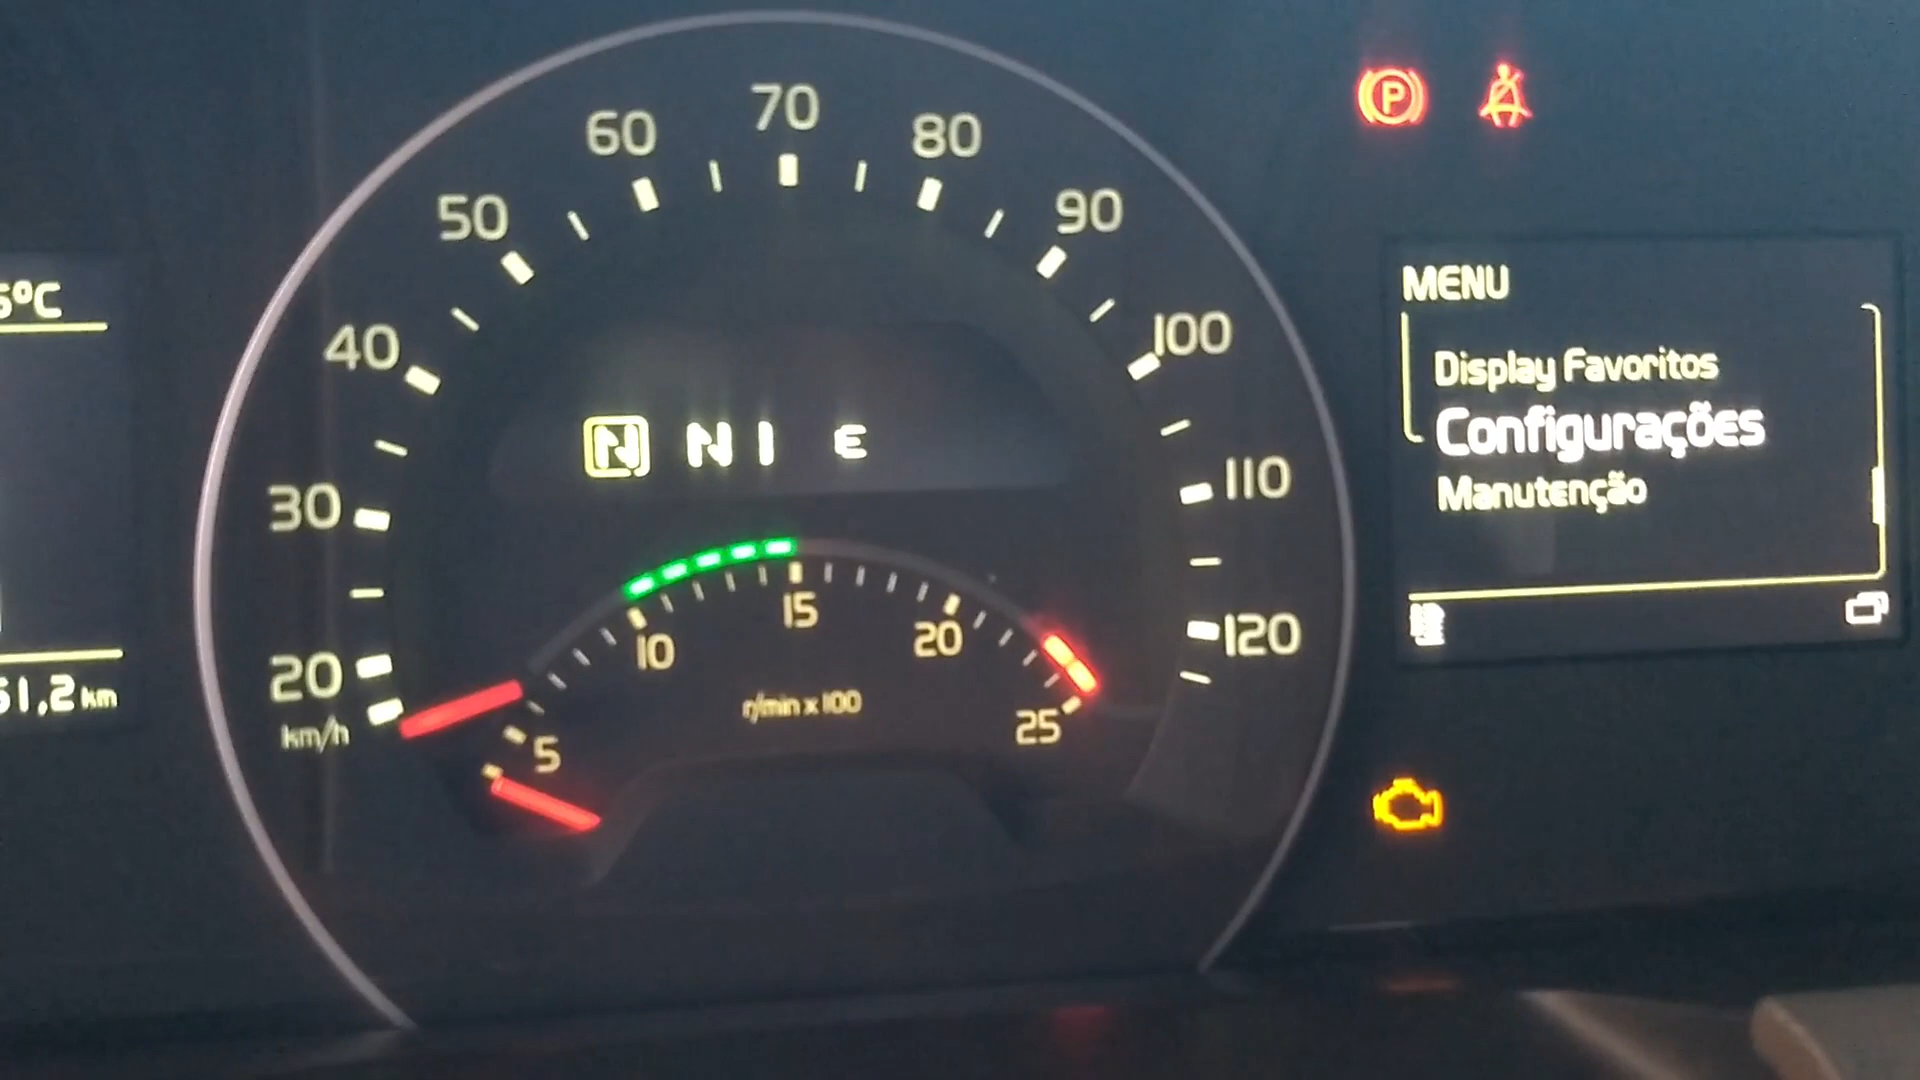 5°C
51,2 km
20 30 40 50 60 70 80 90 100 110 120
km/h
N N 1 E
5 10 15 20 25
r/min x 100
P
MENU
Display Favoritos
Configurações
Manutenção